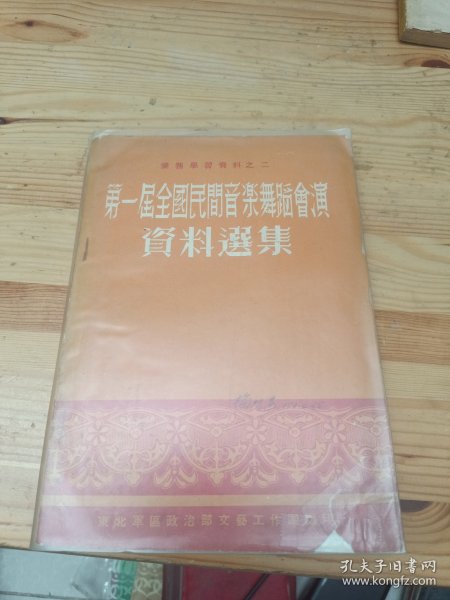 業務學習資料之二
第一届全國民間音樂舞蹈會演
資料選集
東北軍區政治部文藝工作團
孔夫子旧书网
www.kongfz.com